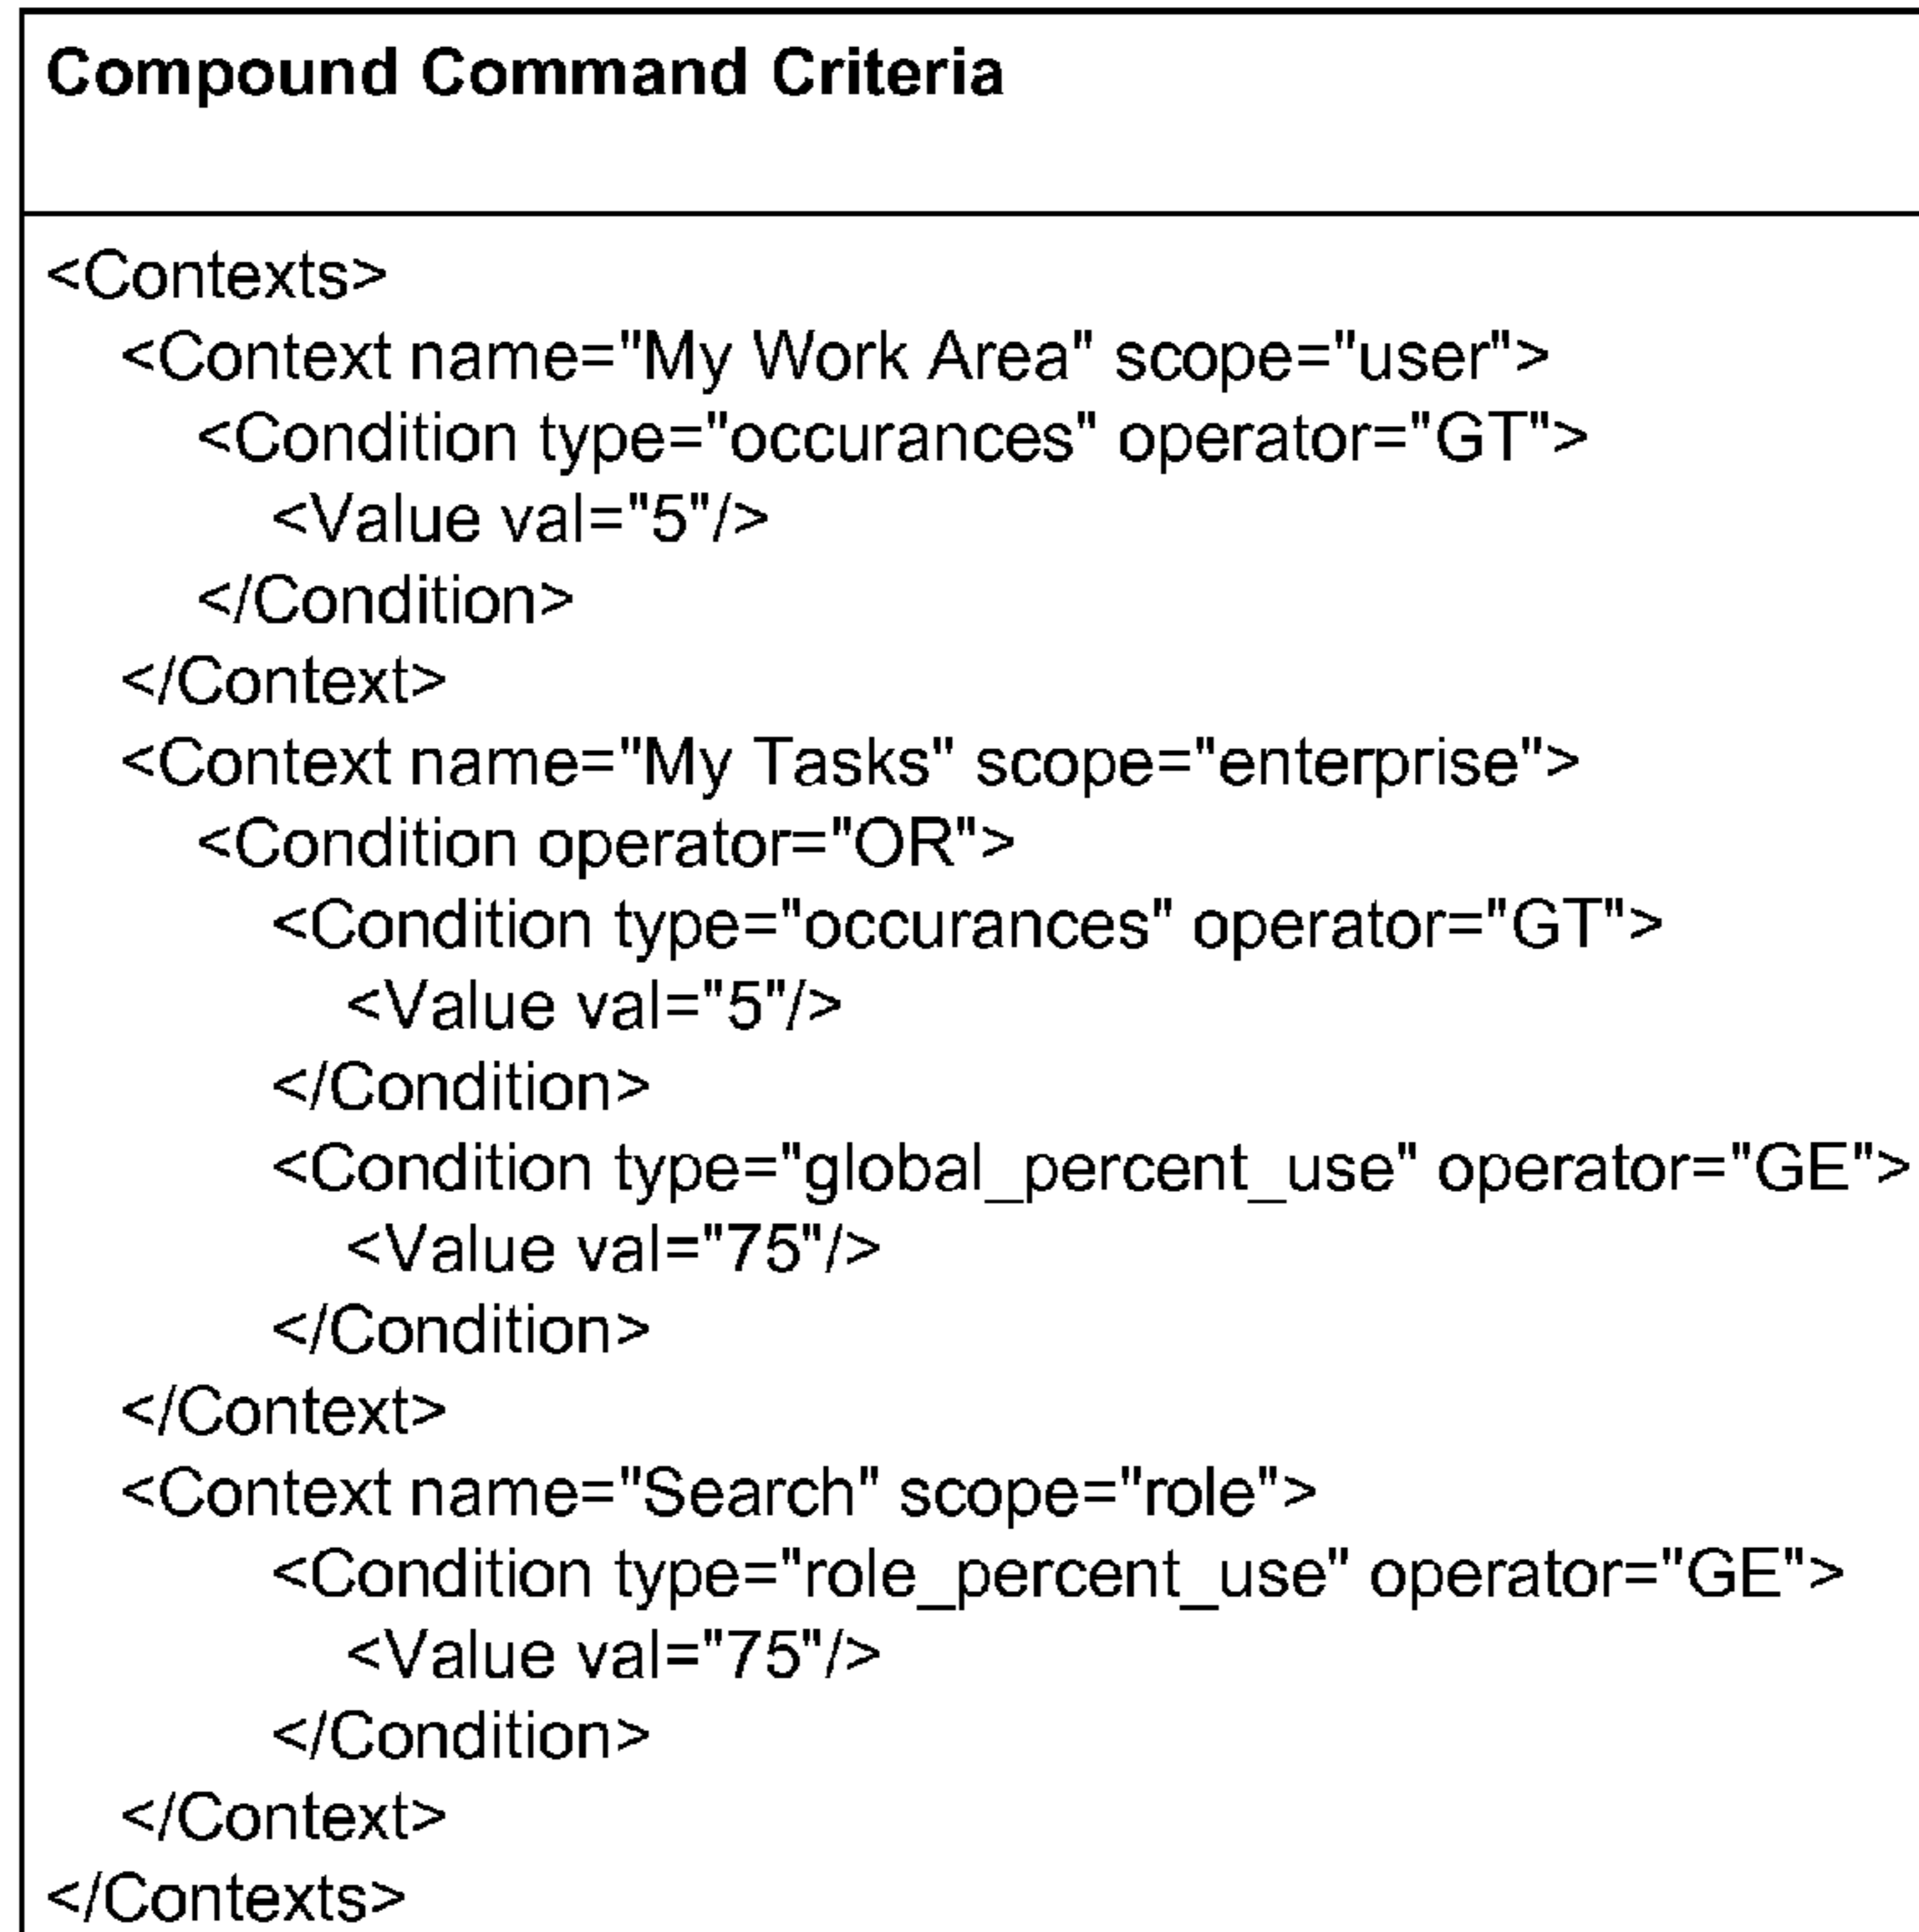 Compound Command Criteria
<Contexts>
<Context name="My Work Area" scope="user">
<Condition type="occurances" operator="GT">
<Value val="5"/>
</Condition>
</Context>
<Context name="My Tasks" scope="enterprise">
<Condition operator="OR">
<Condition type="occurances" operator="GT">
<Value val="5"/>
</Condition>
<Condition type="global_percent_use" operator="GE">
<Value val="75"/>
</Condition>
</Context>
<Context name="Search" scope="role">
<Condition type="role_percent_use" operator="GE">
<Value val="75"/>
</Condition>
</Context>
</Contexts>